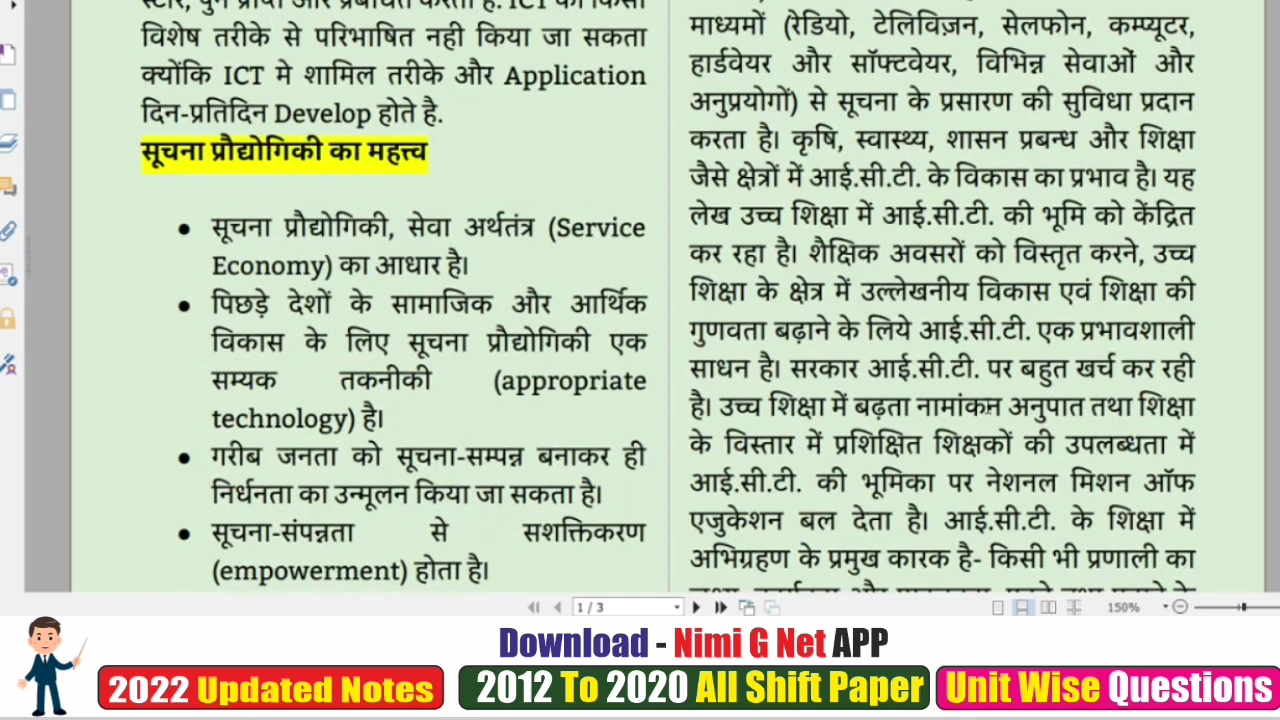 स्टोर, पुनः प्राप्त और प्रबंधित करता है. ICT को किसी
विशेष तरीके से परिभाषित नही किया जा सकता
क्योंकि ICT मे शामिल तरीके और Application
दिन-प्रतिदिन Develop होते है.
सूचना प्रौद्योगिकी का महत्त्व
● सूचना प्रौद्योगिकी, सेवा अर्थतंत्र (Service
Economy) का आधार है।
● पिछड़े देशों के सामाजिक और आर्थिक
विकास के लिए सूचना प्रौद्योगिकी एक
सम्यक तकनीकी (appropriate
technology) है।
● गरीब जनता को सूचना-सम्पन्न बनाकर ही
निर्धनता का उन्मूलन किया जा सकता है।
● सूचना-संपन्नता से सशक्तिकरण
(empowerment) होता है।
माध्यमों (रेडियो, टेलिविज़न, सेलफोन, कम्प्यूटर,
हार्डवेयर और सॉफ्टवेयर, विभिन्न सेवाओं और
अनुप्रयोगों) से सूचना के प्रसारण की सुविधा प्रदान
करता है। कृषि, स्वास्थ्य, शासन प्रबन्ध और शिक्षा
जैसे क्षेत्रों में आई.सी.टी. के विकास का प्रभाव है। यह
लेख उच्च शिक्षा में आई.सी.टी. की भूमि को केंद्रित
कर रहा है। शैक्षिक अवसरों को विस्तृत करने, उच्च
शिक्षा के क्षेत्र में उल्लेखनीय विकास एवं शिक्षा की
गुणवता बढ़ाने के लिये आई.सी.टी. एक प्रभावशाली
साधन है। सरकार आई.सी.टी. पर बहुत खर्च कर रही
है। उच्च शिक्षा में बढ़ता नामांकन अनुपात तथा शिक्षा
के विस्तार में प्रशिक्षित शिक्षकों की उपलब्धता में
आई.सी.टी. की भूमिका पर नेशनल मिशन ऑफ
एजुकेशन बल देता है। आई.सी.टी. के शिक्षा में
अभिग्रहण के प्रमुख कारक है- किसी भी प्रणाली का
1 / 3
150%
Download - Nimi G Net APP
2022 Updated Notes
2012 To 2020 All Shift Paper
Unit Wise Questions